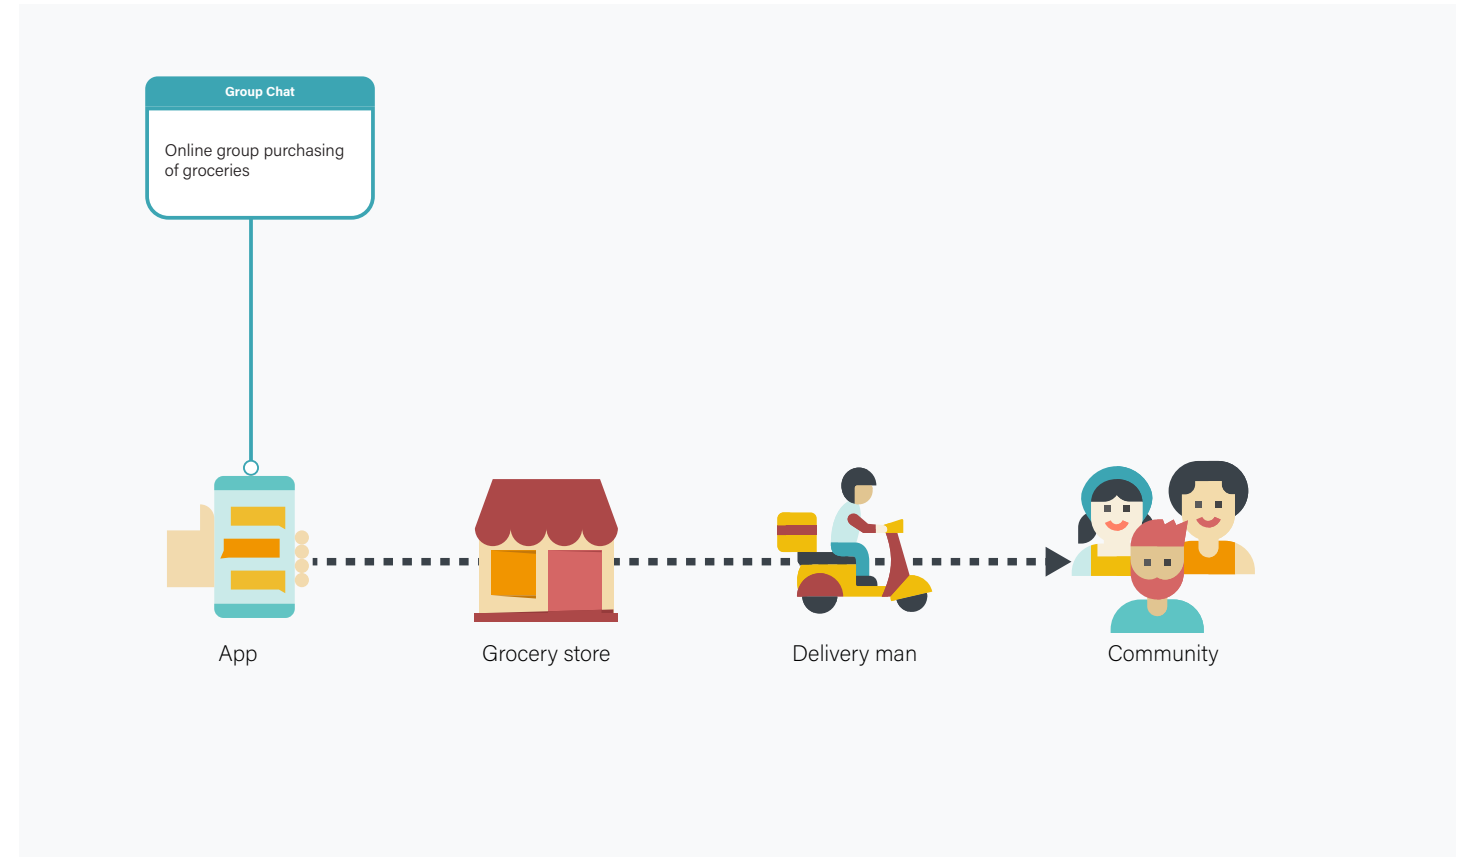 Group Chat
Online group purchasing
of groceries
App
Grocery store
Delivery man
Community